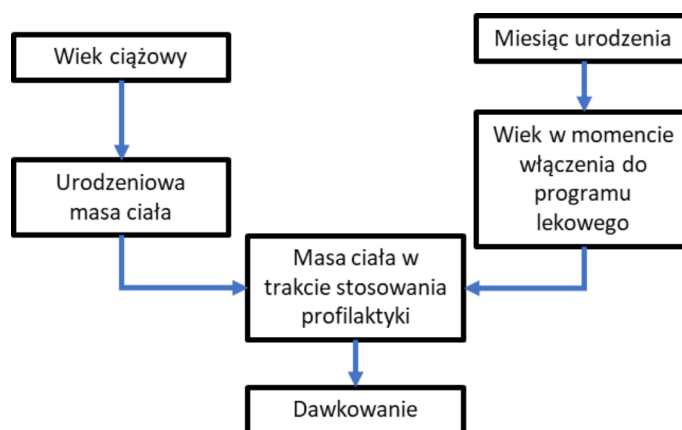 Wiek ciążowy
Miesiąc urodzenia
Urodzeniowa
masa ciała
Wiek w momencie
włączenia do
programu
lekowego
Masa ciała w
trakcie stosowania
profilaktyki
Dawkowanie